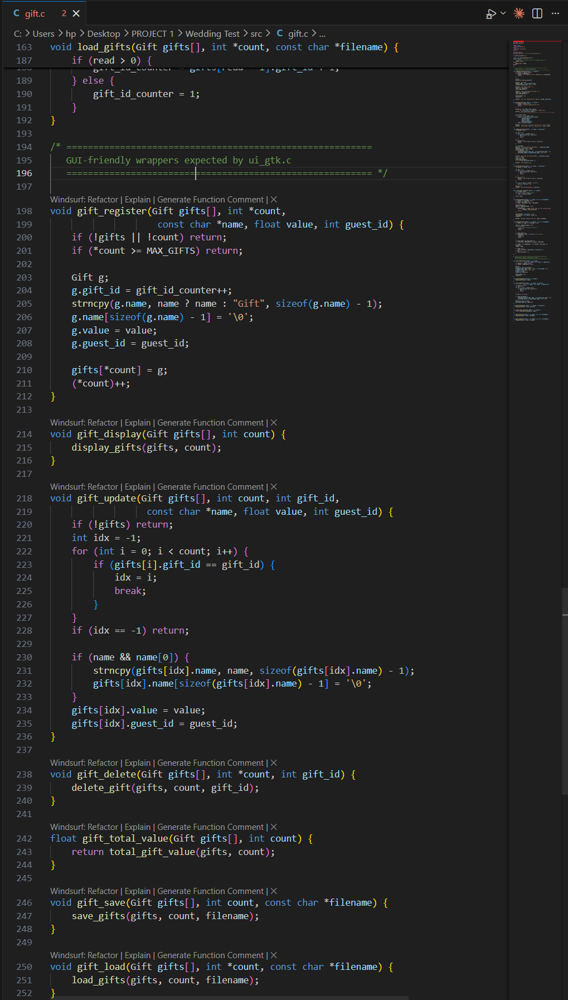 C gift.c 2
C: > Users > hp > Desktop > PROJECT 1 > Wedding Test > src > C gift.c > ...
163 void load_gifts(Gift gifts[], int *count, const char *filename) {
187     if (read > 0) {
188         gift_id_counter = gifts[read - 1].gift_id + 1;
189     } else {
190         gift_id_counter = 1;
191     }
192 }
193
194 /* =========================================================
195    GUI-friendly wrappers expected by ui_gtk.c
196    ========================================================= */
197
Windsurf: Refactor | Explain | Generate Function Comment | ×
198 void gift_register(Gift gifts[], int *count,
199                     const char *name, float value, int guest_id) {
200     if (!gifts || !count) return;
201     if (*count >= MAX_GIFTS) return;
202
203     Gift g;
204     g.gift_id = gift_id_counter++;
205     strncpy(g.name, name ? name : "Gift", sizeof(g.name) - 1);
206     g.name[sizeof(g.name) - 1] = '\0';
207     g.value = value;
208     g.guest_id = guest_id;
209
210     gifts[*count] = g;
211     (*count)++;
212 }
213
Windsurf: Refactor | Explain | Generate Function Comment | ×
214 void gift_display(Gift gifts[], int count) {
215     display_gifts(gifts, count);
216 }
217
Windsurf: Refactor | Explain | Generate Function Comment | ×
218 void gift_update(Gift gifts[], int count, int gift_id,
219                   const char *name, float value, int guest_id) {
220     if (!gifts) return;
221     int idx = -1;
222     for (int i = 0; i < count; i++) {
223         if (gifts[i].gift_id == gift_id) {
224             idx = i;
225             break;
226         }
227     }
228     if (idx == -1) return;
229
230     if (name && name[0]) {
231         strncpy(gifts[idx].name, name, sizeof(gifts[idx].name) - 1);
232         gifts[idx].name[sizeof(gifts[idx].name) - 1] = '\0';
233     }
234     gifts[idx].value = value;
235     gifts[idx].guest_id = guest_id;
236 }
237
Windsurf: Refactor | Explain | Generate Function Comment | ×
238 void gift_delete(Gift gifts[], int *count, int gift_id) {
239     delete_gift(gifts, count, gift_id);
240 }
241
Windsurf: Refactor | Explain | Generate Function Comment | ×
242 float gift_total_value(Gift gifts[], int count) {
243     return total_gift_value(gifts, count);
244 }
245
Windsurf: Refactor | Explain | Generate Function Comment | ×
246 void gift_save(Gift gifts[], int count, const char *filename) {
247     save_gifts(gifts, count, filename);
248 }
249
Windsurf: Refactor | Explain | Generate Function Comment | ×
250 void gift_load(Gift gifts[], int *count, const char *filename) {
251     load_gifts(gifts, count, filename);
252 }